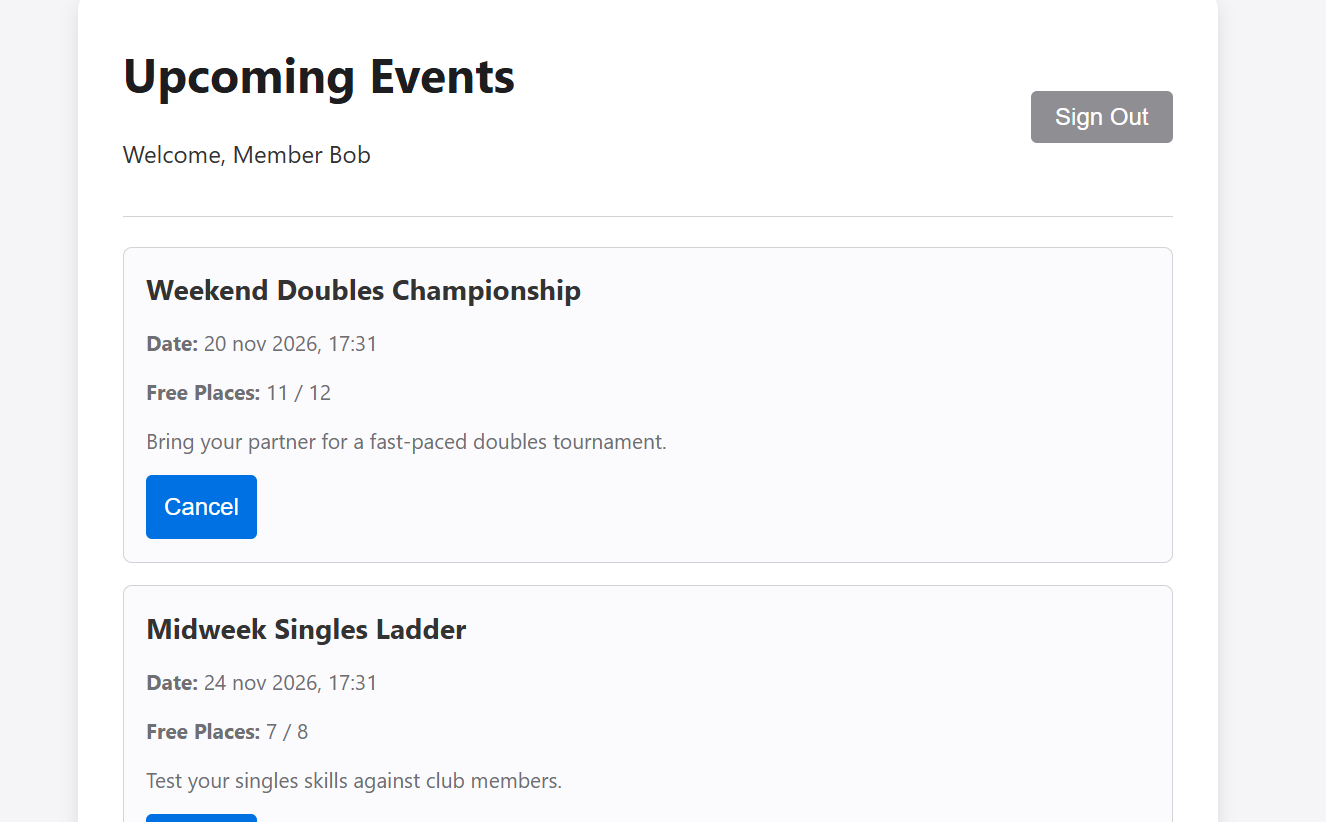 Upcoming Events
Sign Out
Welcome, Member Bob
Weekend Doubles Championship
Date: 20 nov 2026, 17:31
Free Places: 11 / 12
Bring your partner for a fast-paced doubles tournament.
Cancel
Midweek Singles Ladder
Date: 24 nov 2026, 17:31
Free Places: 7 / 8
Test your singles skills against club members.